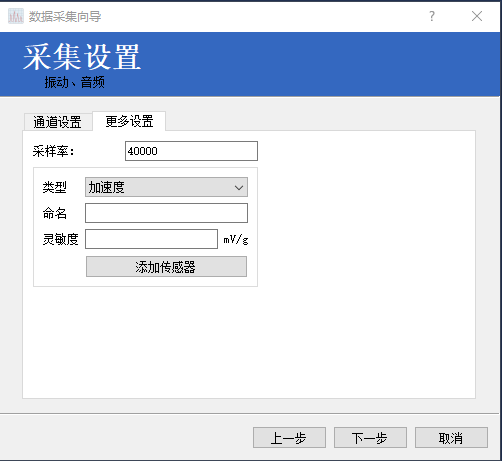 数据采集向导
采集设置
振动、音频
通道设置 更多设置
采样率: 40000
类型 加速度
命名
灵敏度 mV/g
添加传感器
上一步 下一步 取消